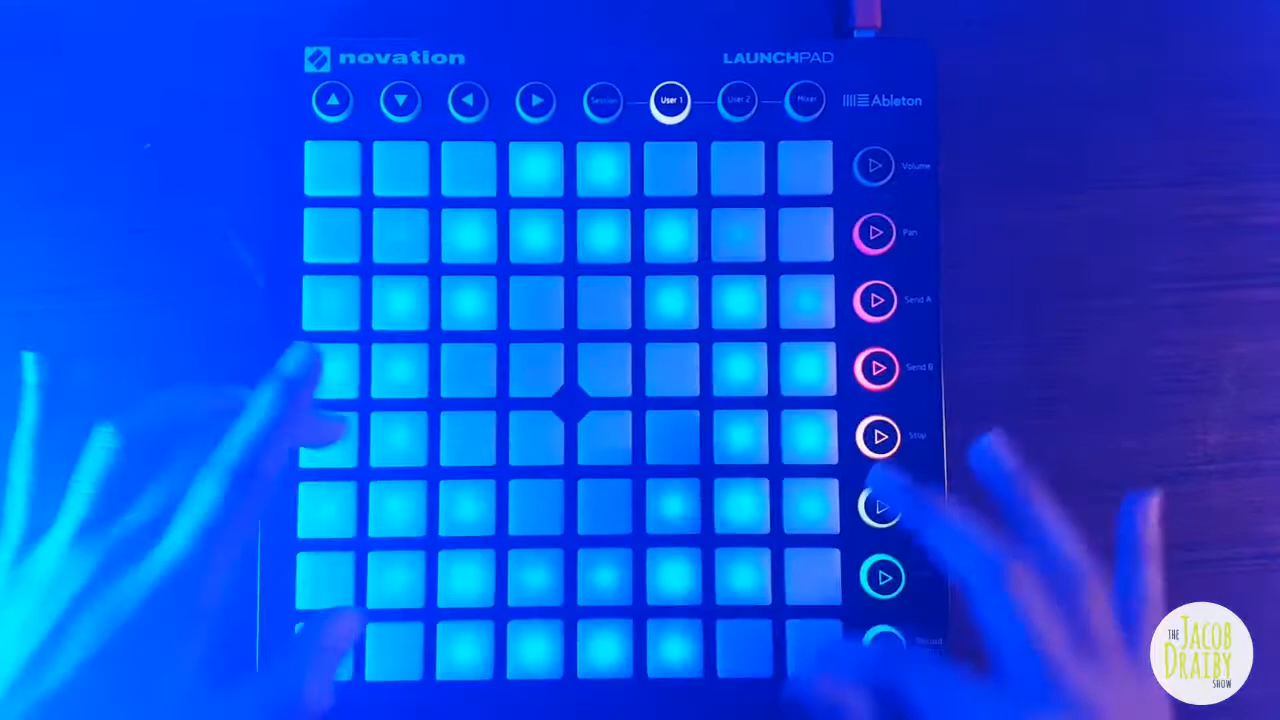 novation
LAUNCHPAD
Session
User 1
User 2
Mixer
Ableton
Volume
Pan
Send A
Send B
Stop
Record
THE
JACOB
DRAIBY
SHOW